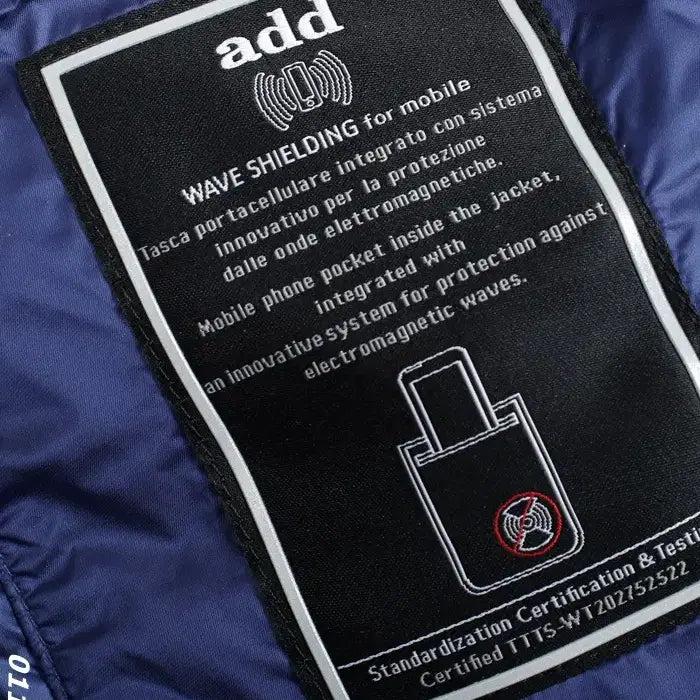 add
WAVE SHIELDING for mobile
Tasca portacellulare integrato con sistema
innovativo per la protezione
dalle onde elettromagnetiche.
Mobile phone pocket inside the jacket,
integrated with
an innovative system for protection against
electromagnetic waves.
Standardization Certification & Testi
Certified TTTS-WT202752522